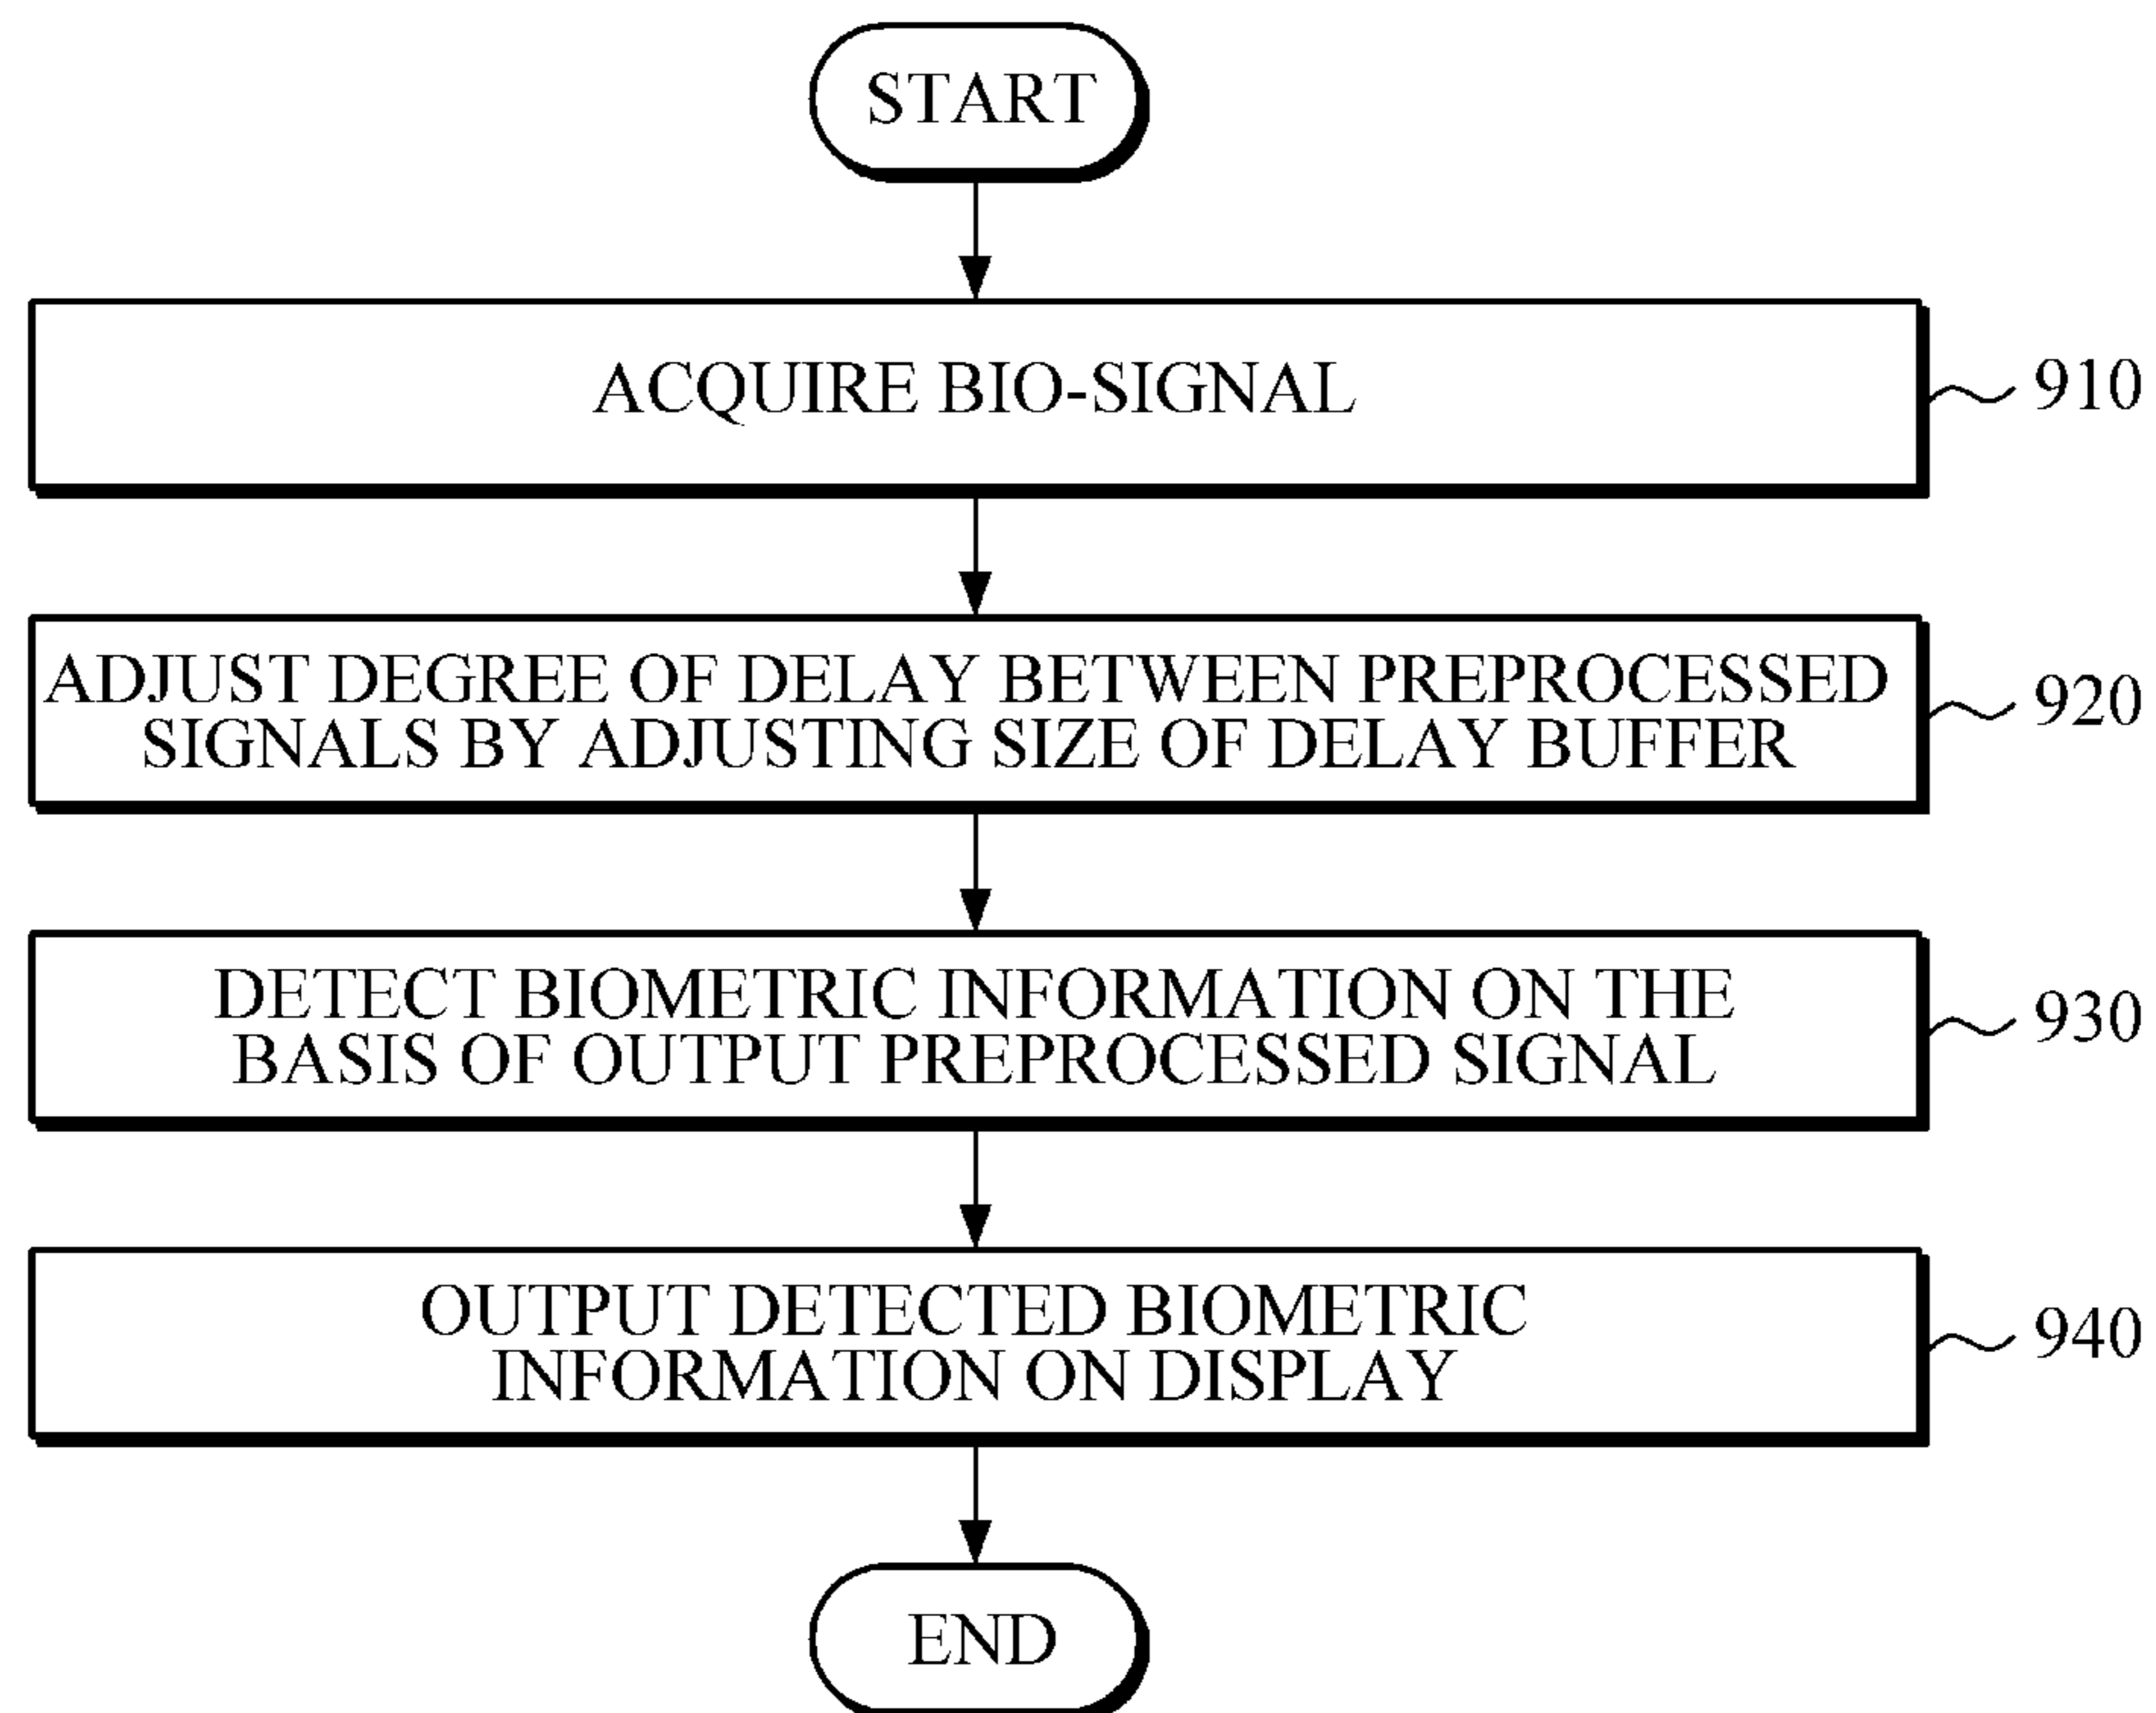 START
ACQUIRE BIO-SIGNAL
910
ADJUST DEGREE OF DELAY BETWEEN PREPROCESSED
SIGNALS BY ADJUSTING SIZE OF DELAY BUFFER
920
DETECT BIOMETRIC INFORMATION ON THE
BASIS OF OUTPUT PREPROCESSED SIGNAL
930
OUTPUT DETECTED BIOMETRIC
INFORMATION ON DISPLAY
940
END